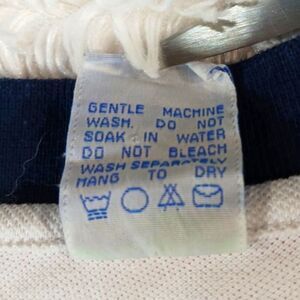 GENTLE MACHINE
WASH. DO NOT
SOAK IN WATER
DO NOT BLEACH
WASH SEPARATELY
HANG TO DRY